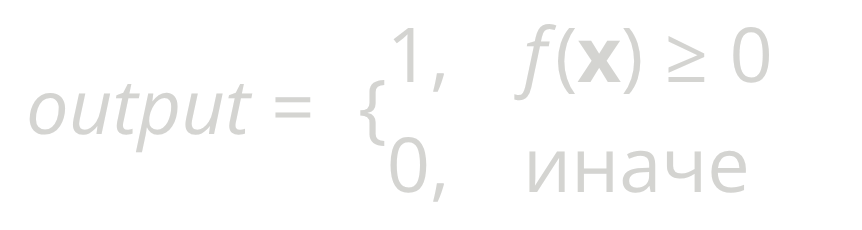 output = {
1, f(x) ≥ 0
0, иначе